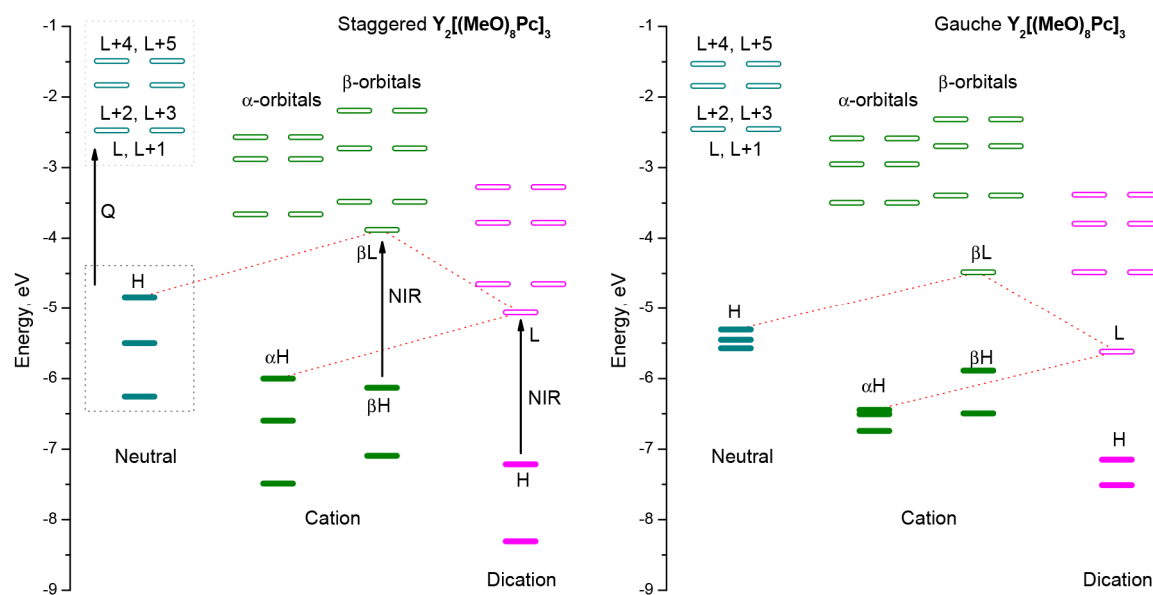 Staggered Y2[(MeO)8Pc]3
Energy, eV
-1
-2
-3
-4
-5
-6
-7
-8
-9
L+4, L+5
L+2, L+3
L, L+1
Q
H
Neutral
α-orbitals
β-orbitals
βL
NIR
αH
βH
Cation
L
NIR
H
Dication
Gauche Y2[(MeO)8Pc]3
Energy, eV
-1
-2
-3
-4
-5
-6
-7
-8
-9
L+4, L+5
L+2, L+3
L, L+1
H
Neutral
α-orbitals
β-orbitals
βL
βH
αH
Cation
L
H
Dication